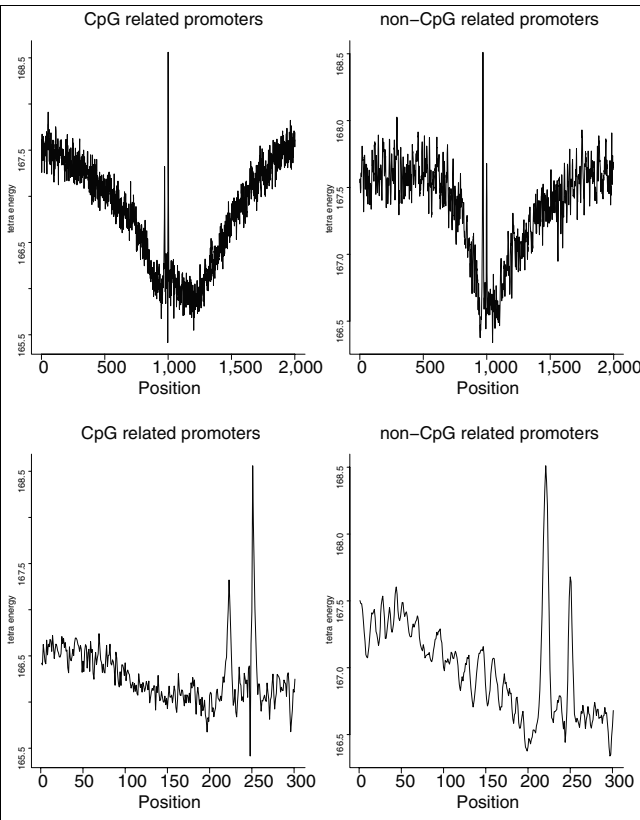 CpG related promoters
168.5
167.5
166.5
165.5
tetra energy
0 500 1,000 1,500 2,000
Position
non−CpG related promoters
168.5
168.0
167.5
167.0
166.5
tetra energy
0 500 1,000 1,500 2,000
Position
CpG related promoters
168.5
167.5
166.5
165.5
tetra energy
0 50 100 150 200 250 300
Position
non−CpG related promoters
168.5
168.0
167.5
167.0
166.5
tetra energy
0 50 100 150 200 250 300
Position